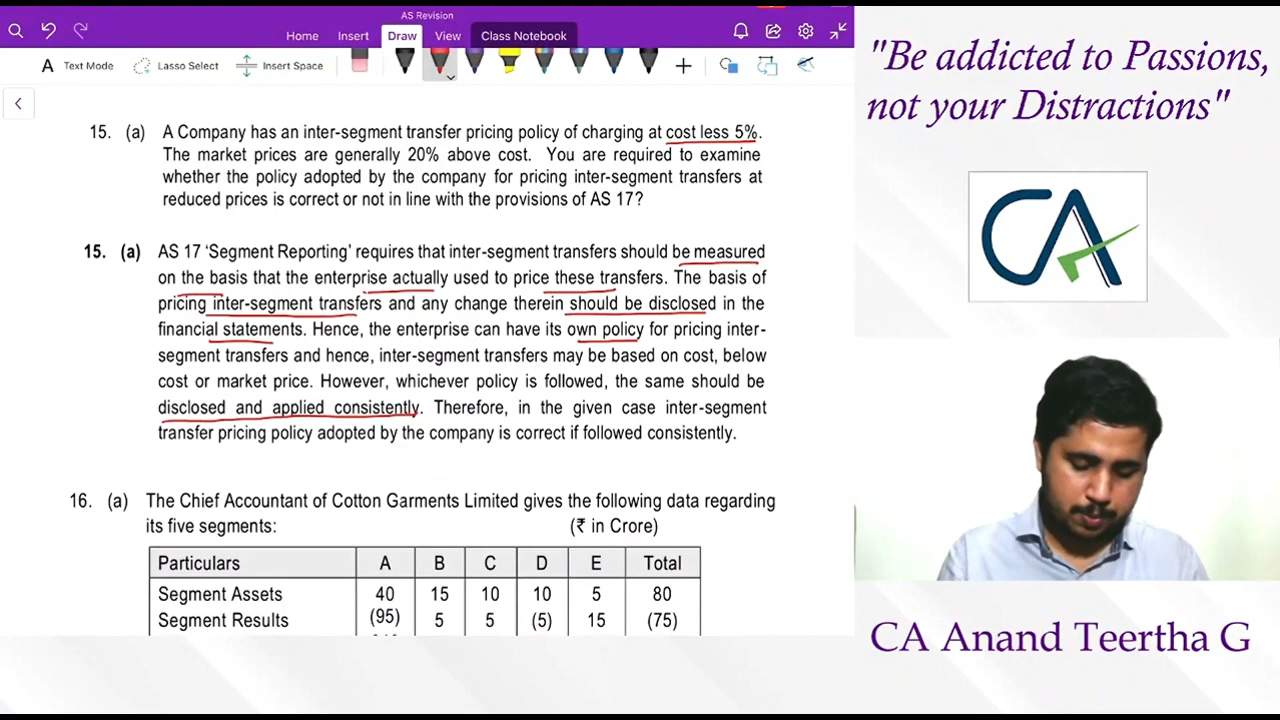 AS Revision
Home Insert Draw View Class Notebook
A Text Mode Lasso Select Insert Space
"Be addicted to Passions,
not your Distractions"
15. (a) A Company has an inter-segment transfer pricing policy of charging at cost less 5%.
The market prices are generally 20% above cost. You are required to examine
whether the policy adopted by the company for pricing inter-segment transfers at
reduced prices is correct or not in line with the provisions of AS 17?
15. (a) AS 17 'Segment Reporting' requires that inter-segment transfers should be measured
on the basis that the enterprise actually used to price these transfers. The basis of
pricing inter-segment transfers and any change therein should be disclosed in the
financial statements. Hence, the enterprise can have its own policy for pricing inter-
segment transfers and hence, inter-segment transfers may be based on cost, below
cost or market price. However, whichever policy is followed, the same should be
disclosed and applied consistently. Therefore, in the given case inter-segment
transfer pricing policy adopted by the company is correct if followed consistently.
16. (a) The Chief Accountant of Cotton Garments Limited gives the following data regarding
its five segments: (₹ in Crore)
Particulars A B C D E Total
Segment Assets 40 15 10 10 5 80
Segment Results (95) 5 5 (5) 15 (75)
CA
CA Anand Teertha G